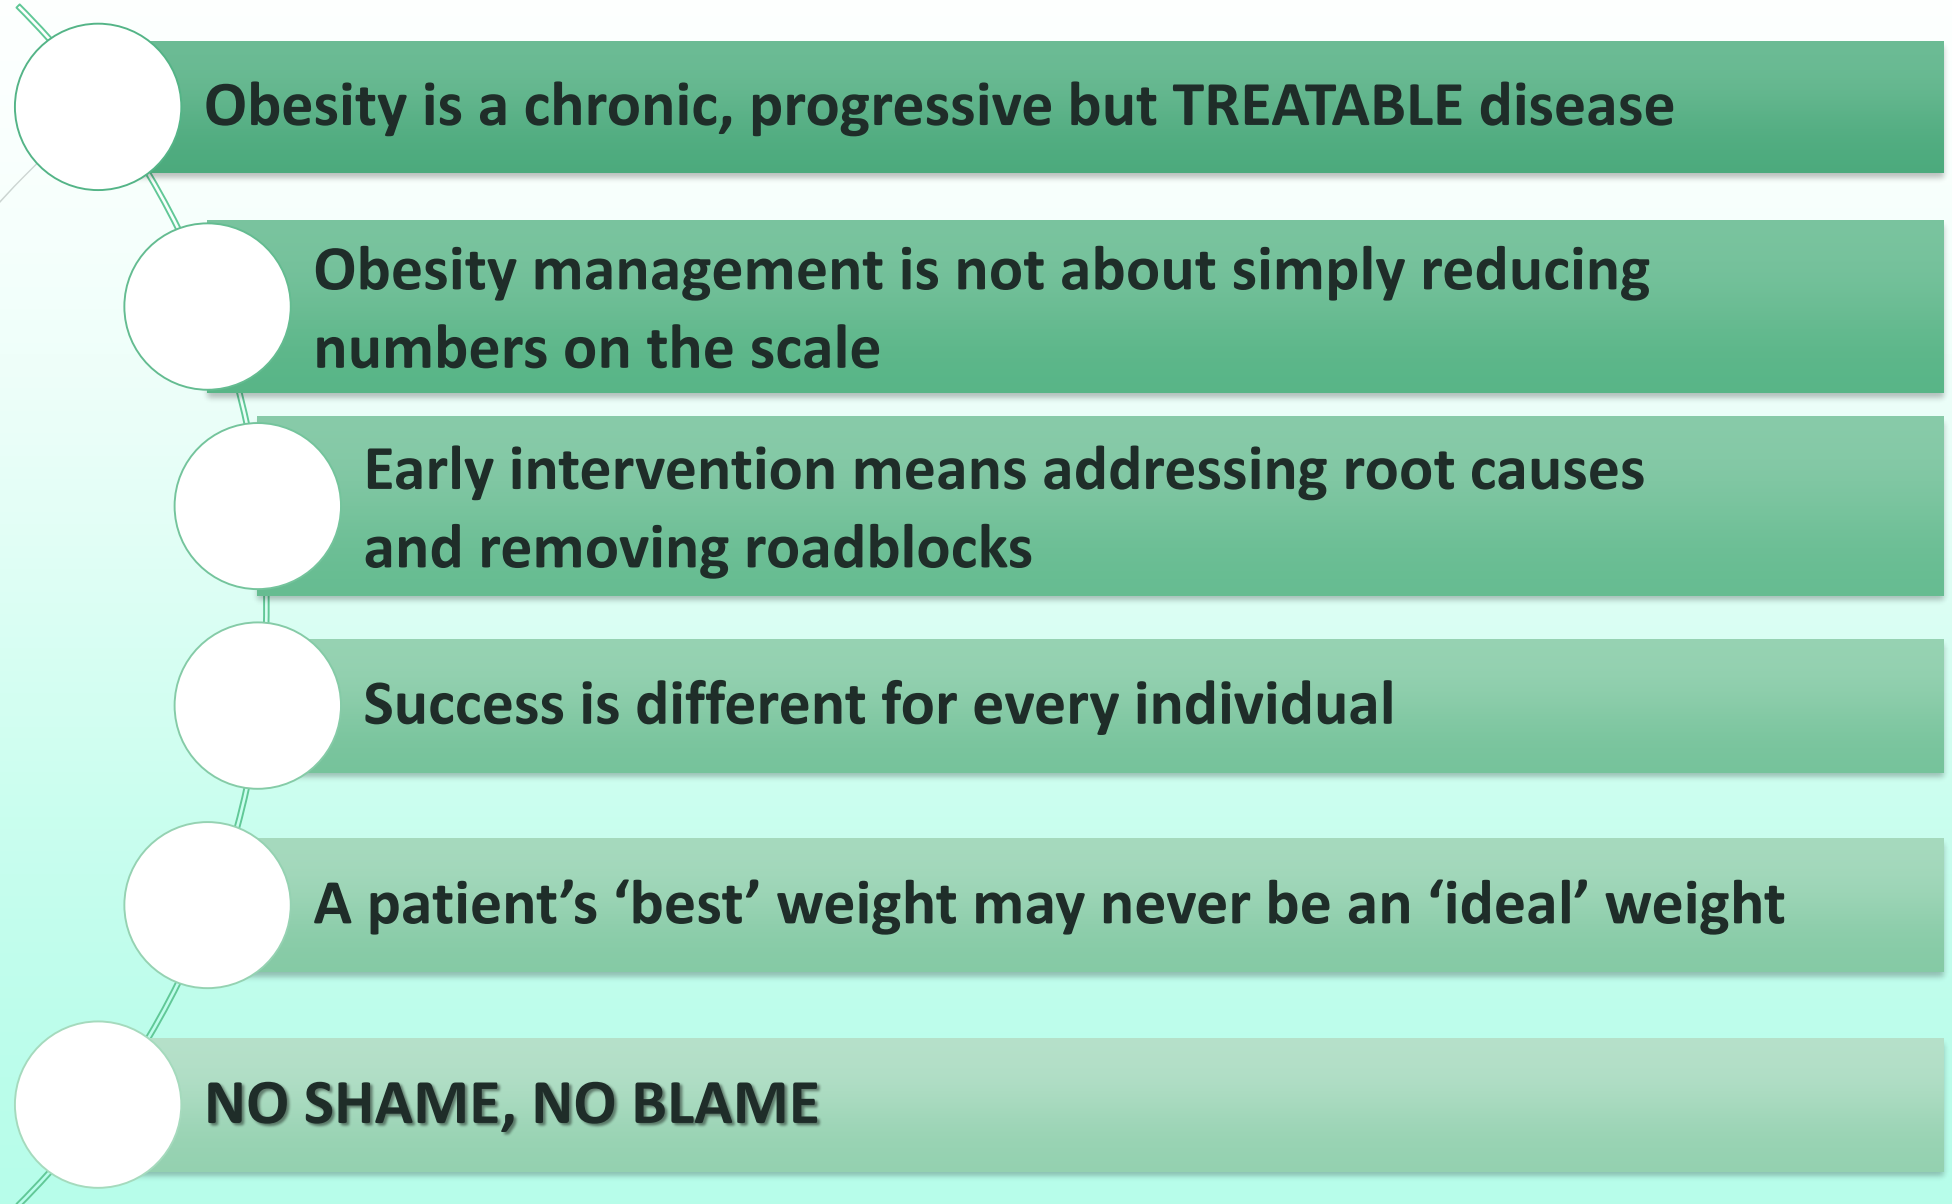 Obesity is a chronic, progressive but TREATABLE disease
Obesity management is not about simply reducing
numbers on the scale
Early intervention means addressing root causes
and removing roadblocks
Success is different for every individual
A patient’s ‘best’ weight may never be an ‘ideal’ weight
NO SHAME, NO BLAME